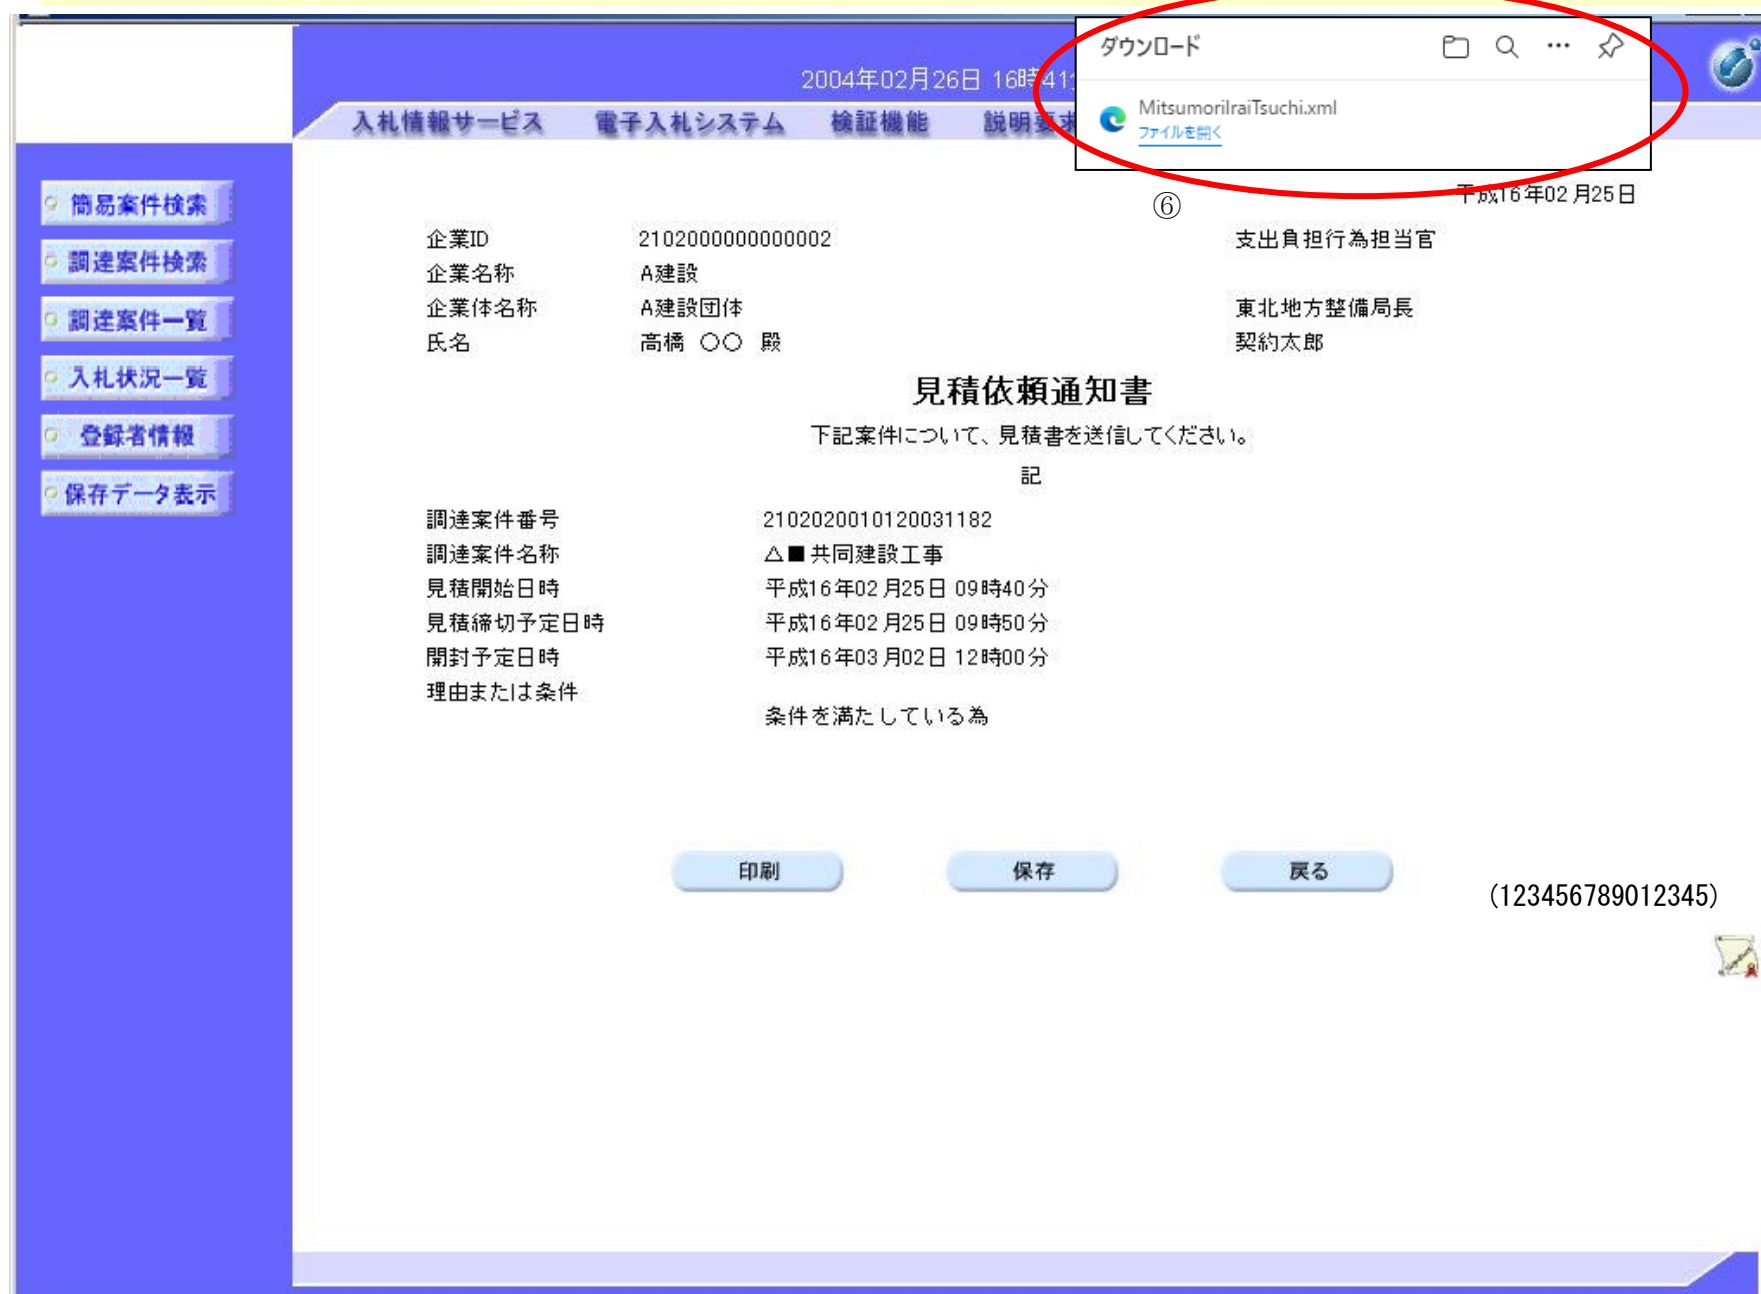 ダウンロード
2004年02月26日 16時41
MitsumoriIraiTsuchi.xml
ファイルを開く
入札情報サービス 電子入札システム 検証機能 説明要求
⑥
平成16年02月25日
簡易案件検索
調達案件検索
調達案件一覧
入札状況一覧
登録者情報
保存データ表示
企業ID 2102000000000002 支出負担行為担当官
企業名称 A建設
企業体名称 A建設団体 東北地方整備局長
氏名 高橋 〇〇 殿 契約太郎
見積依頼通知書
下記案件について、見積書を送信してください。
記
調達案件番号 21020200101200311​82
調達案件名称 △■共同建設工事
見積開始日時 平成16年02月25日 09時40分
見積締切予定日時 平成16年02月25日 09時50分
開封予定日時 平成16年03月02日 12時00分
理由または条件
条件を満たしている為
印刷 保存 戻る
(123456789012345)